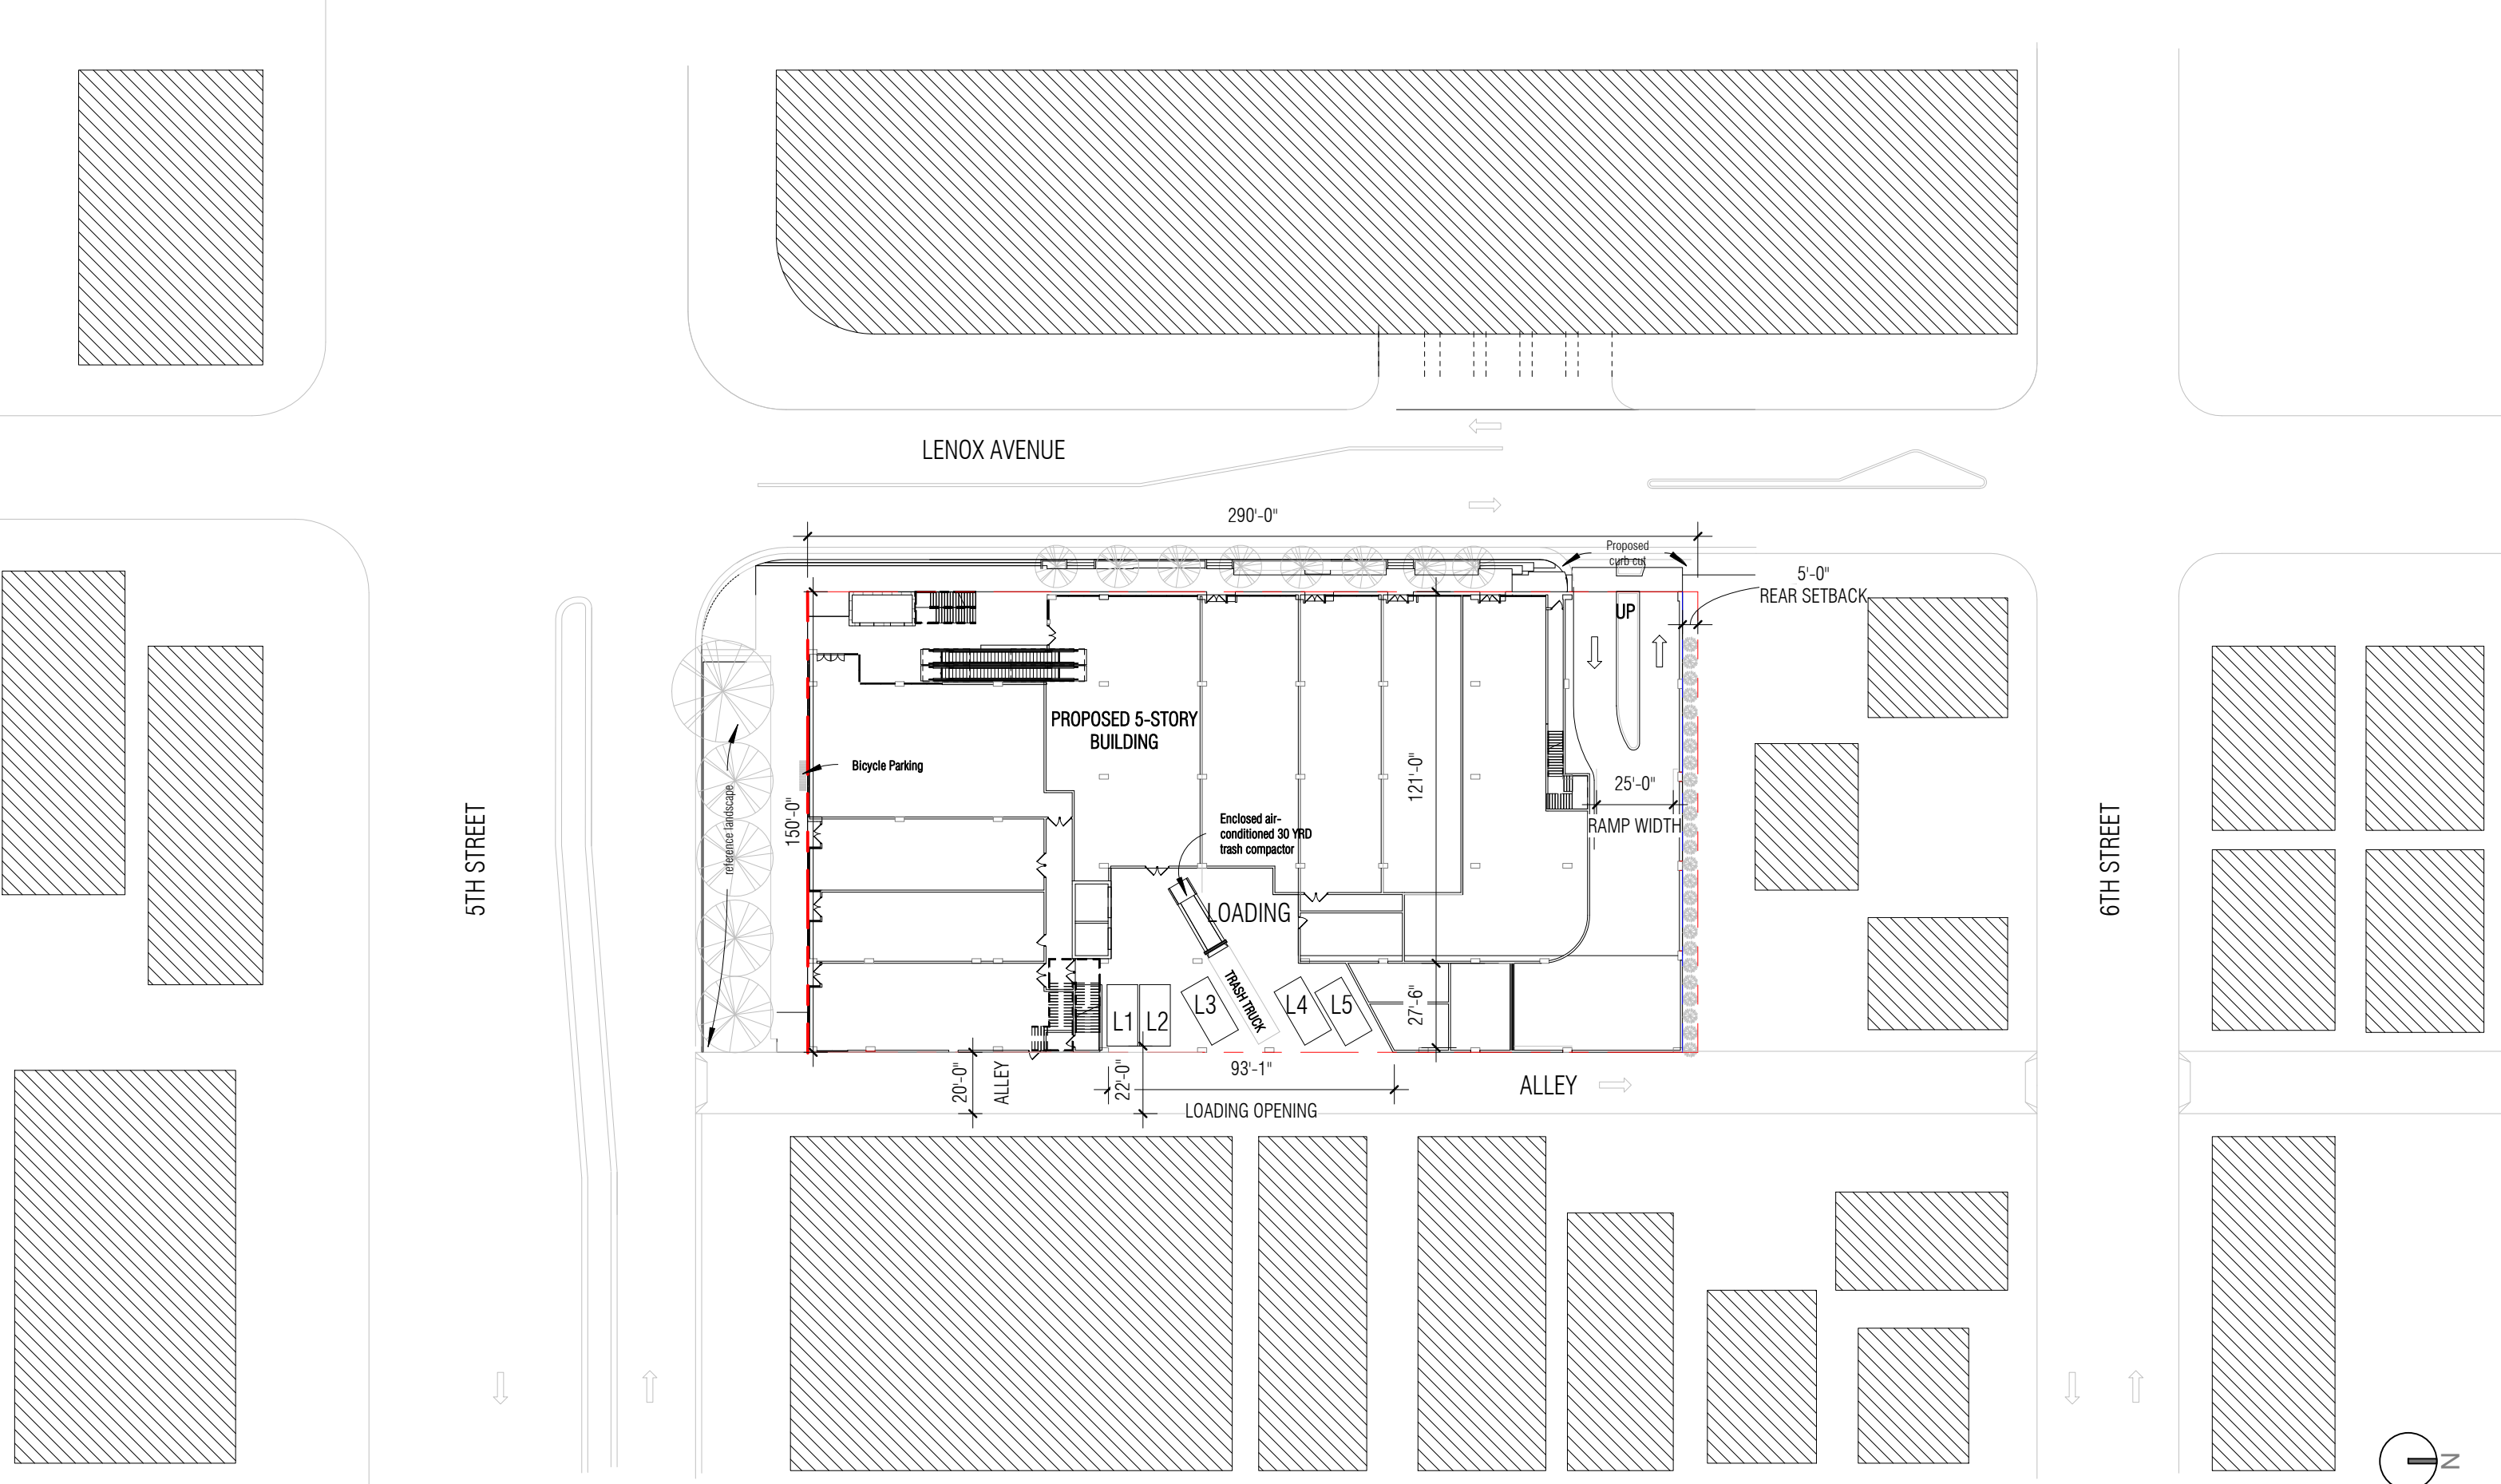 LENOX AVENUE
290'-0"
Proposed
curb cut
5'-0"
REAR SETBACK
UP
PROPOSED 5-STORY
BUILDING
Bicycle Parking
reference landscape
150'-0"
121'-0"
25'-0"
RAMP WIDTH
Enclosed air-
conditioned 30 YRD
trash compactor
5TH STREET
6TH STREET
LOADING
TRASH TRUCK
L1
L2
L3
L4
L5
27'-6"
20'-0"
ALLEY
22'-0"
93'-1"
LOADING OPENING
ALLEY
N